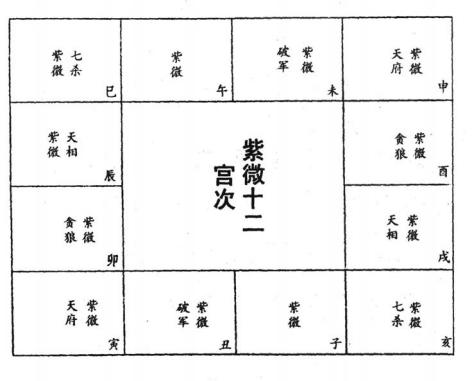 七杀
紫微
巳
紫微
午
紫微
破军
未
紫微
天府
申
天相
紫微
辰
紫微十二
宫次
紫微
贪狼
酉
紫微
贪狼
卯
紫微
天相
戌
紫微
天府
寅
紫微
破军
丑
紫微
子
紫微
七杀
亥